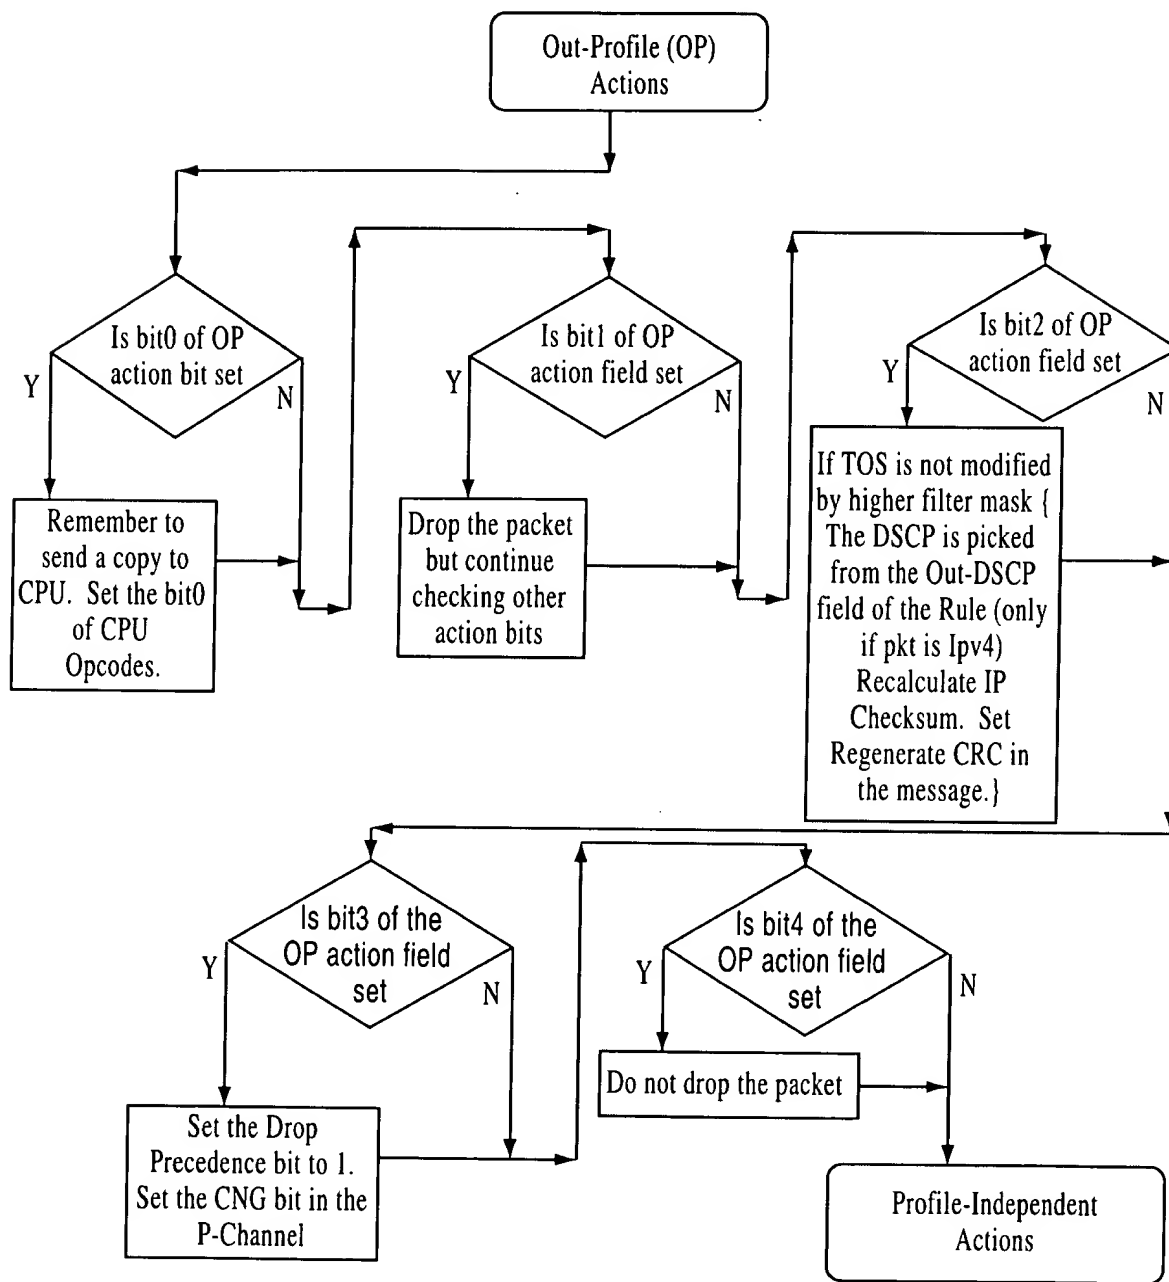 Out-Profile (OP)
Actions
Is bit0 of OP
action bit set
Y
N
Remember to
send a copy to
CPU. Set the bit0
of CPU
Opcodes.
Is bit1 of OP
action field set
Y
N
Drop the packet
but continue
checking other
action bits
Is bit2 of OP
action field set
Y
N
If TOS is not modified
by higher filter mask {
The DSCP is picked
from the Out-DSCP
field of the Rule (only
if pkt is Ipv4)
Recalculate IP
Checksum. Set
Regenerate CRC in
the message.}
Is bit3 of the
OP action field
set
Y
N
Set the Drop
Precedence bit to 1.
Set the CNG bit in the
P-Channel
Is bit4 of the
OP action field
set
Y
N
Do not drop the packet
Profile-Independent
Actions